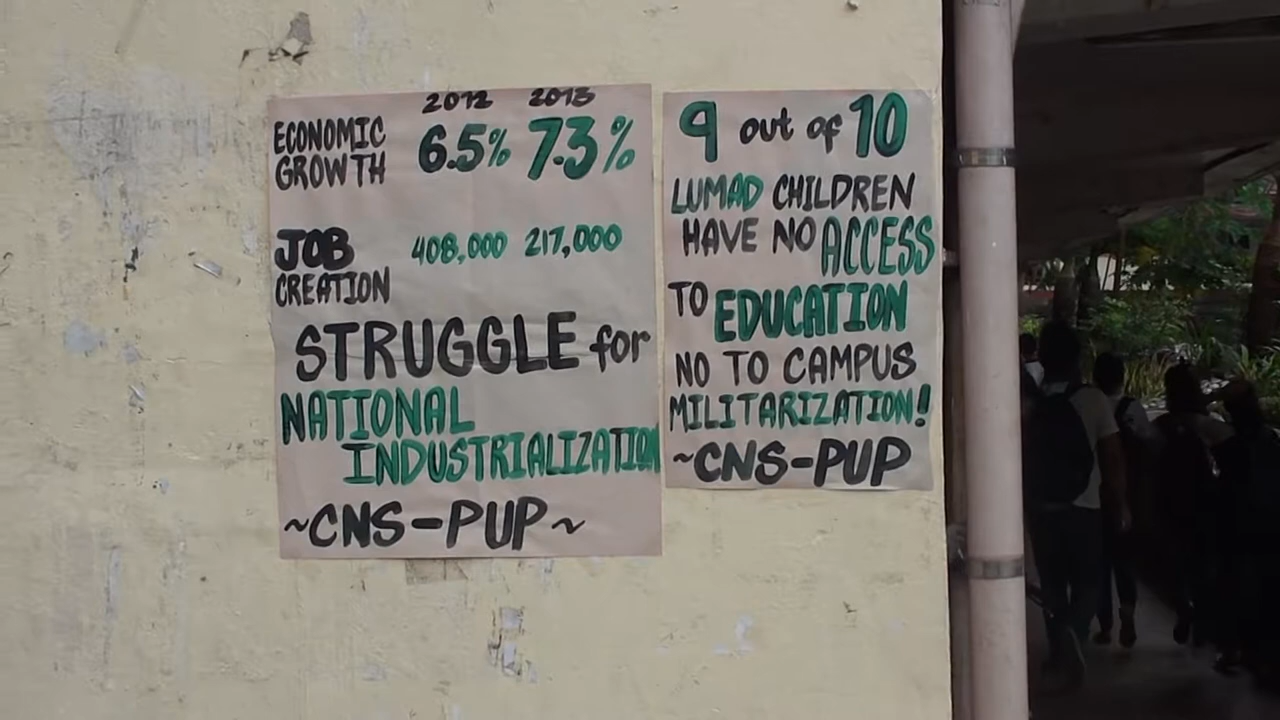 2012 2013
ECONOMIC GROWTH 6.5% 7.3%
JOB CREATION 408,000 217,000
STRUGGLE for
NATIONAL
INDUSTRIALIZATION
~CNS-PUP~
9 out of 10
LUMAD CHILDREN
HAVE NO ACCESS
TO EDUCATION
NO TO CAMPUS
MILITARIZATION!
~CNS-PUP